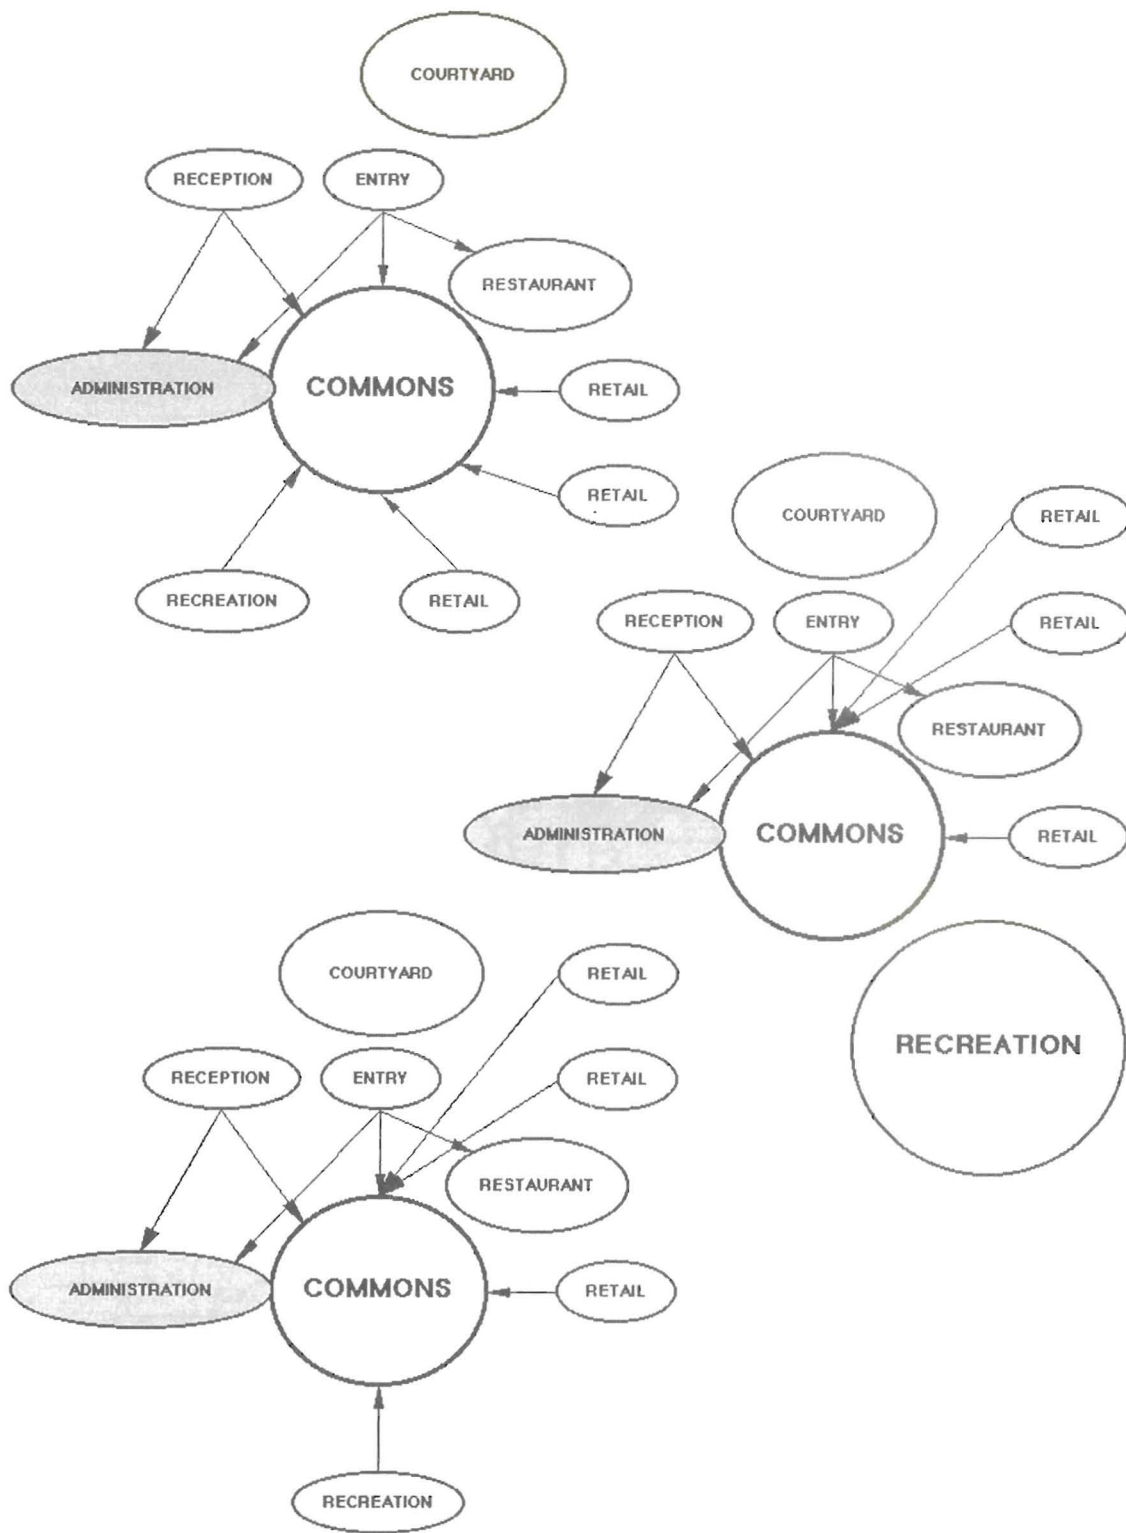 COURTYARD
RECEPTION
ENTRY
RESTAURANT
ADMINISTRATION
COMMONS
RETAIL
RETAIL
RECREATION
RETAIL
COURTYARD
RETAIL
RECEPTION
ENTRY
RETAIL
RESTAURANT
ADMINISTRATION
COMMONS
RETAIL
RECREATION
COURTYARD
RETAIL
RECEPTION
ENTRY
RETAIL
RESTAURANT
ADMINISTRATION
COMMONS
RETAIL
RECREATION